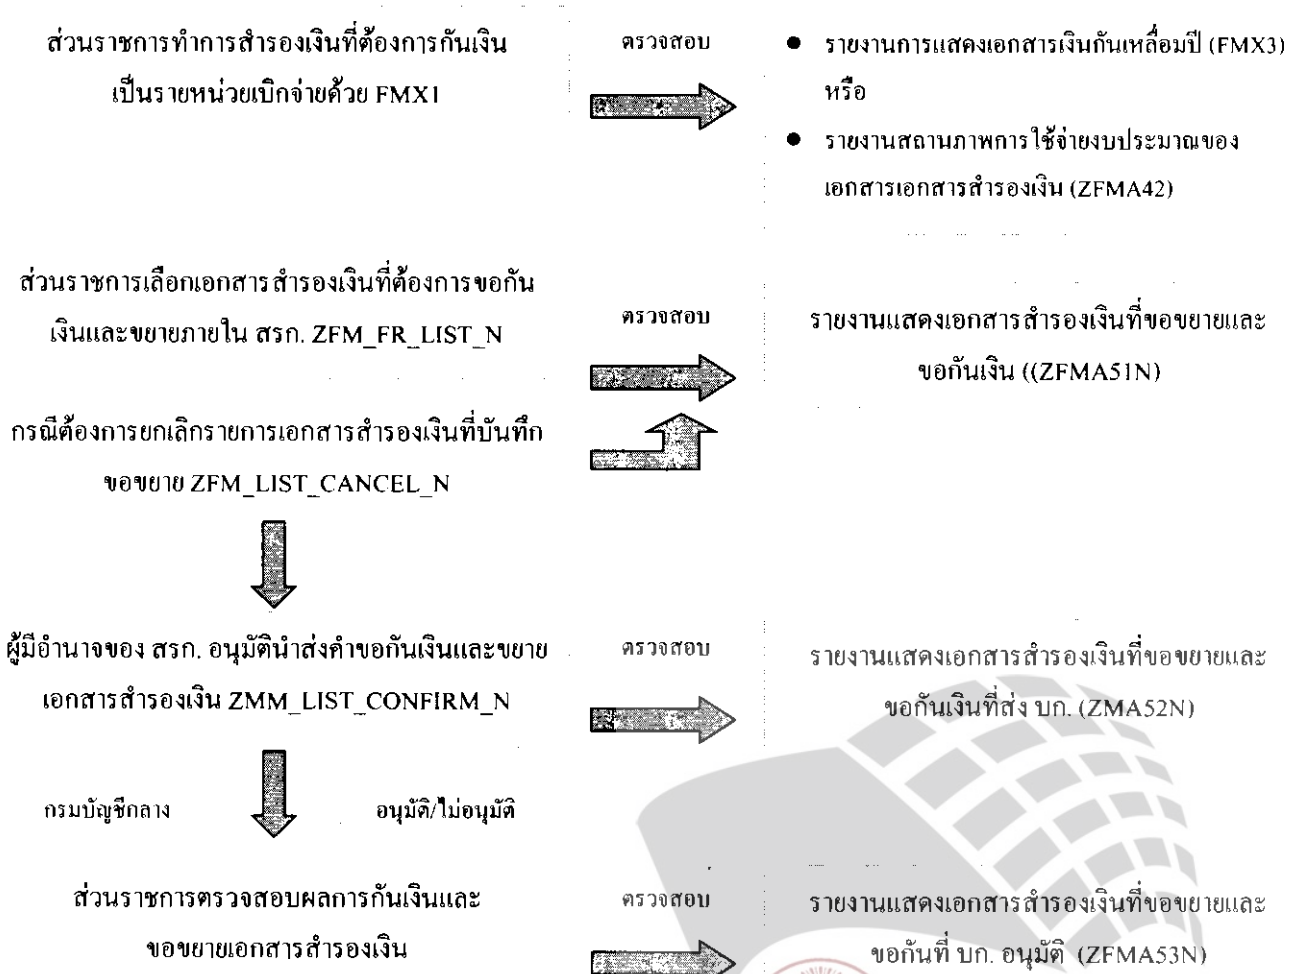 ส่วนราชการทำการสำรองเงินที่ต้องการกันเงิน
เป็นรายหน่วยเบิกจ่ายด้วย FMX1
ตรวจสอบ
● รายงานการแสดงเอกสารเงินกันเหลื่อมปี (FMX3)
หรือ
● รายงานสถานภาพการใช้จ่ายงบประมาณของ
เอกสารเอกสารสำรองเงิน (ZFMA42)
ส่วนราชการเลือกเอกสารสำรองเงินที่ต้องการขอกัน
เงินและขยายภายใน สรก. ZFM_FR_LIST_N
ตรวจสอบ
รายงานแสดงเอกสารสำรองเงินที่ขอขยายและ
ขอกันเงิน ((ZFMA51N)
กรณีต้องการยกเลิกรายการเอกสารสำรองเงินที่บันทึก
ขอขยาย ZFM_LIST_CANCEL_N
ผู้มีอำนาจของ สรก. อนุมัตินำส่งคำขอกันเงินและขยาย
เอกสารสำรองเงิน ZMM_LIST_CONFIRM_N
ตรวจสอบ
รายงานแสดงเอกสารสำรองเงินที่ขอขยายและ
ขอกันเงินที่ส่ง บก. (ZMA52N)
กรมบัญชีกลาง
อนุมัติ/ไม่อนุมัติ
ส่วนราชการตรวจสอบผลการกันเงินและ
ขอขยายเอกสารสำรองเงิน
ตรวจสอบ
รายงานแสดงเอกสารสำรองเงินที่ขอขยายและ
ขอกันที่ บก. อนุมัติ (ZFMA53N)